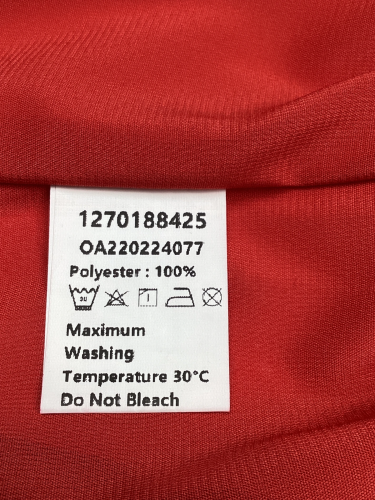 1270188425
OA220224077
Polyester : 100%
Maximum
Washing
Temperature 30°C
Do Not Bleach